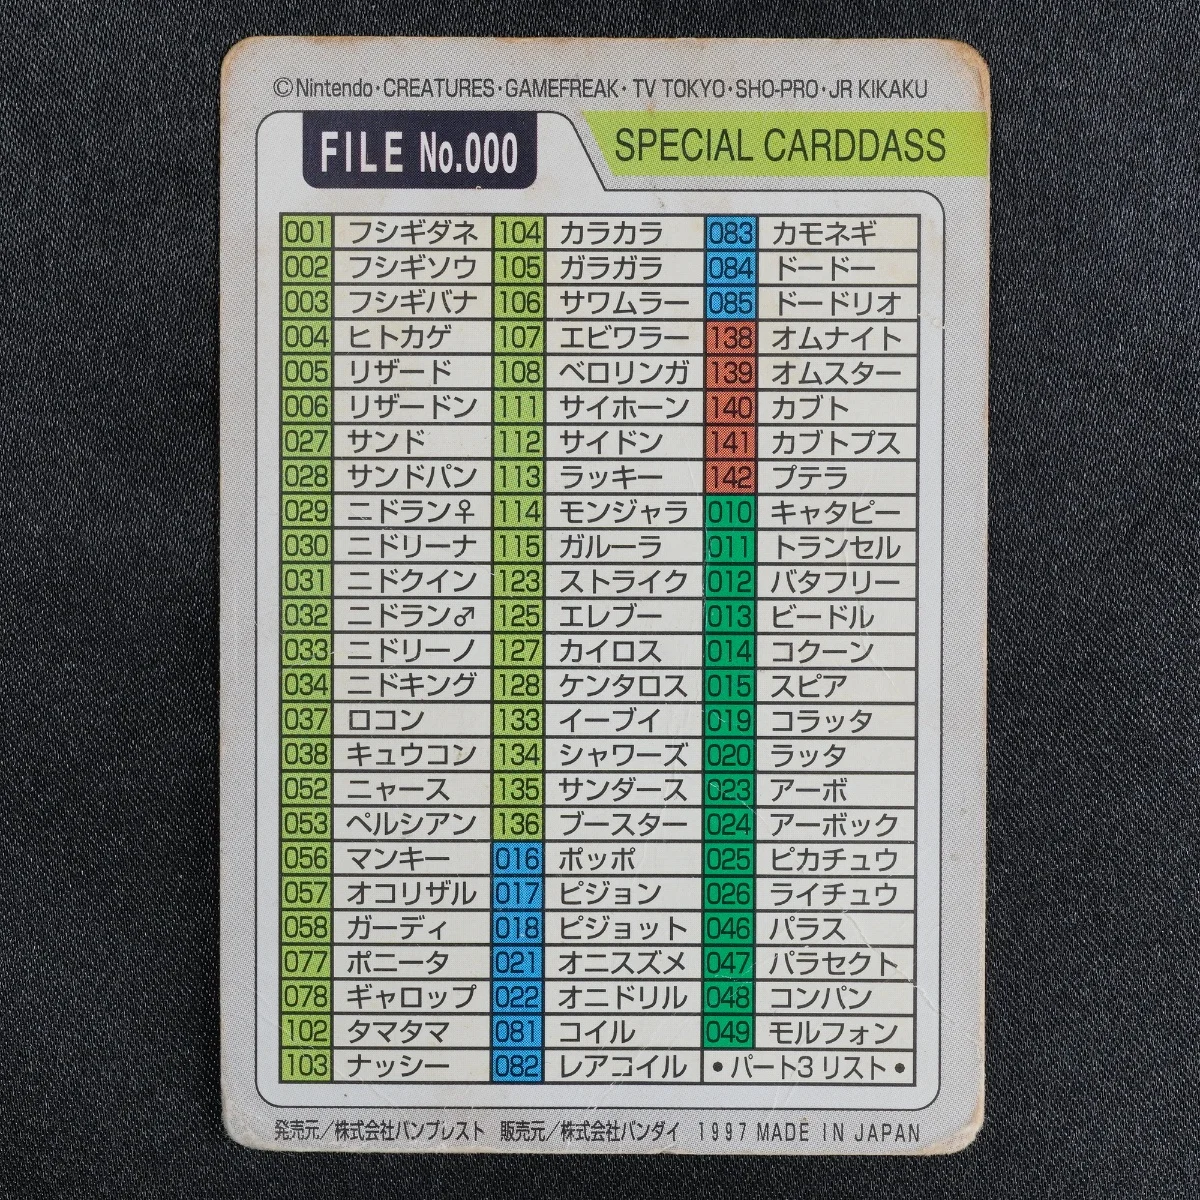 ©Nintendo・CREATURES・GAMEFREAK・TV TOKYO・SHO-PRO・JR KIKAKU
FILE No.000
SPECIAL CARDDASS
001 フシギダネ 104 カラカラ 083 カモネギ
002 フシギソウ 105 ガラガラ 084 ドードー
003 フシギバナ 106 サワムラー 085 ドードリオ
004 ヒトカゲ 107 エビワラー 138 オムナイト
005 リザード 108 ベロリンガ 139 オムスター
006 リザードン 111 サイホーン 140 カブト
027 サンド 112 サイドン 141 カブトプス
028 サンドパン 113 ラッキー 142 プテラ
029 ニドラン♀ 114 モンジャラ 010 キャタピー
030 ニドリーナ 115 ガルーラ 011 トランセル
031 ニドクイン 123 ストライク 012 バタフリー
032 ニドラン♂ 125 エレブー 013 ビードル
033 ニドリーノ 127 カイロス 014 コクーン
034 ニドキング 128 ケンタロス 015 スピア
037 ロコン 133 イーブイ 019 コラッタ
038 キュウコン 134 シャワーズ 020 ラッタ
052 ニャース 135 サンダース 023 アーボ
053 ペルシアン 136 ブースター 024 アーボック
056 マンキー 016 ポッポ 025 ピカチュウ
057 オコリザル 017 ピジョン 026 ライチュウ
058 ガーディ 018 ピジョット 046 パラス
077 ポニータ 021 オニスズメ 047 パラセクト
078 ギャロップ 022 オニドリル 048 コンパン
102 タマタマ 081 コイル 049 モルフォン
103 ナッシー 082 レアコイル •パート3 リスト•
発売元/株式会社バンプレスト 販売元/株式会社バンダイ 1997 MADE IN JAPAN